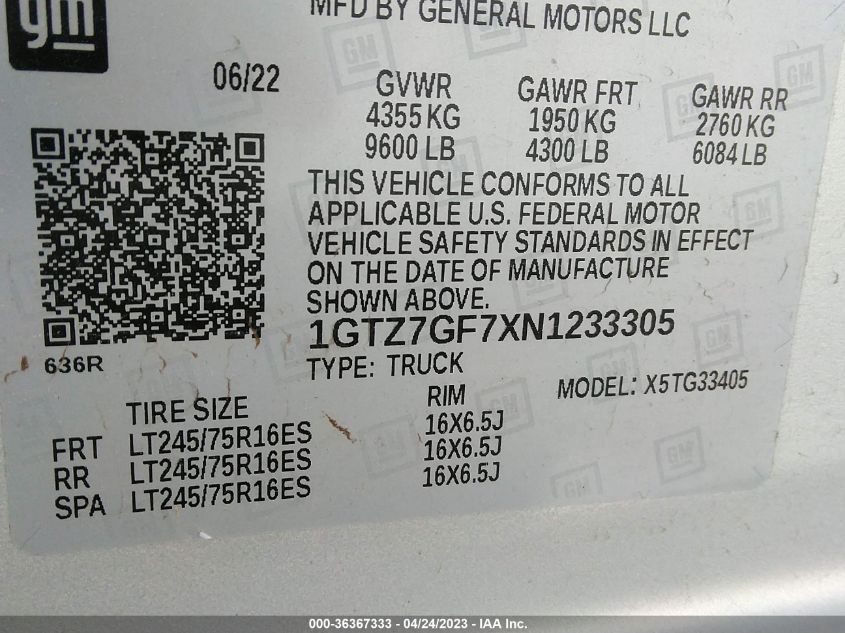 gm
MFD BY GENERAL MOTORS LLC
06/22
GVWR GAWR FRT GAWR RR
4355 KG 1950 KG 2760 KG
9600 LB 4300 LB 6084 LB
THIS VEHICLE CONFORMS TO ALL
APPLICABLE U.S. FEDERAL MOTOR
VEHICLE SAFETY STANDARDS IN EFFECT
ON THE DATE OF MANUFACTURE
SHOWN ABOVE.
1GTZ7GF7XN1233305
636R
TYPE: TRUCK
MODEL: X5TG33405
TIRE SIZE RIM
FRT LT245/75R16ES 16X6.5J
RR LT245/75R16ES 16X6.5J
SPA LT245/75R16ES 16X6.5J
000-36367333 - 04/24/2023 - IAA Inc.